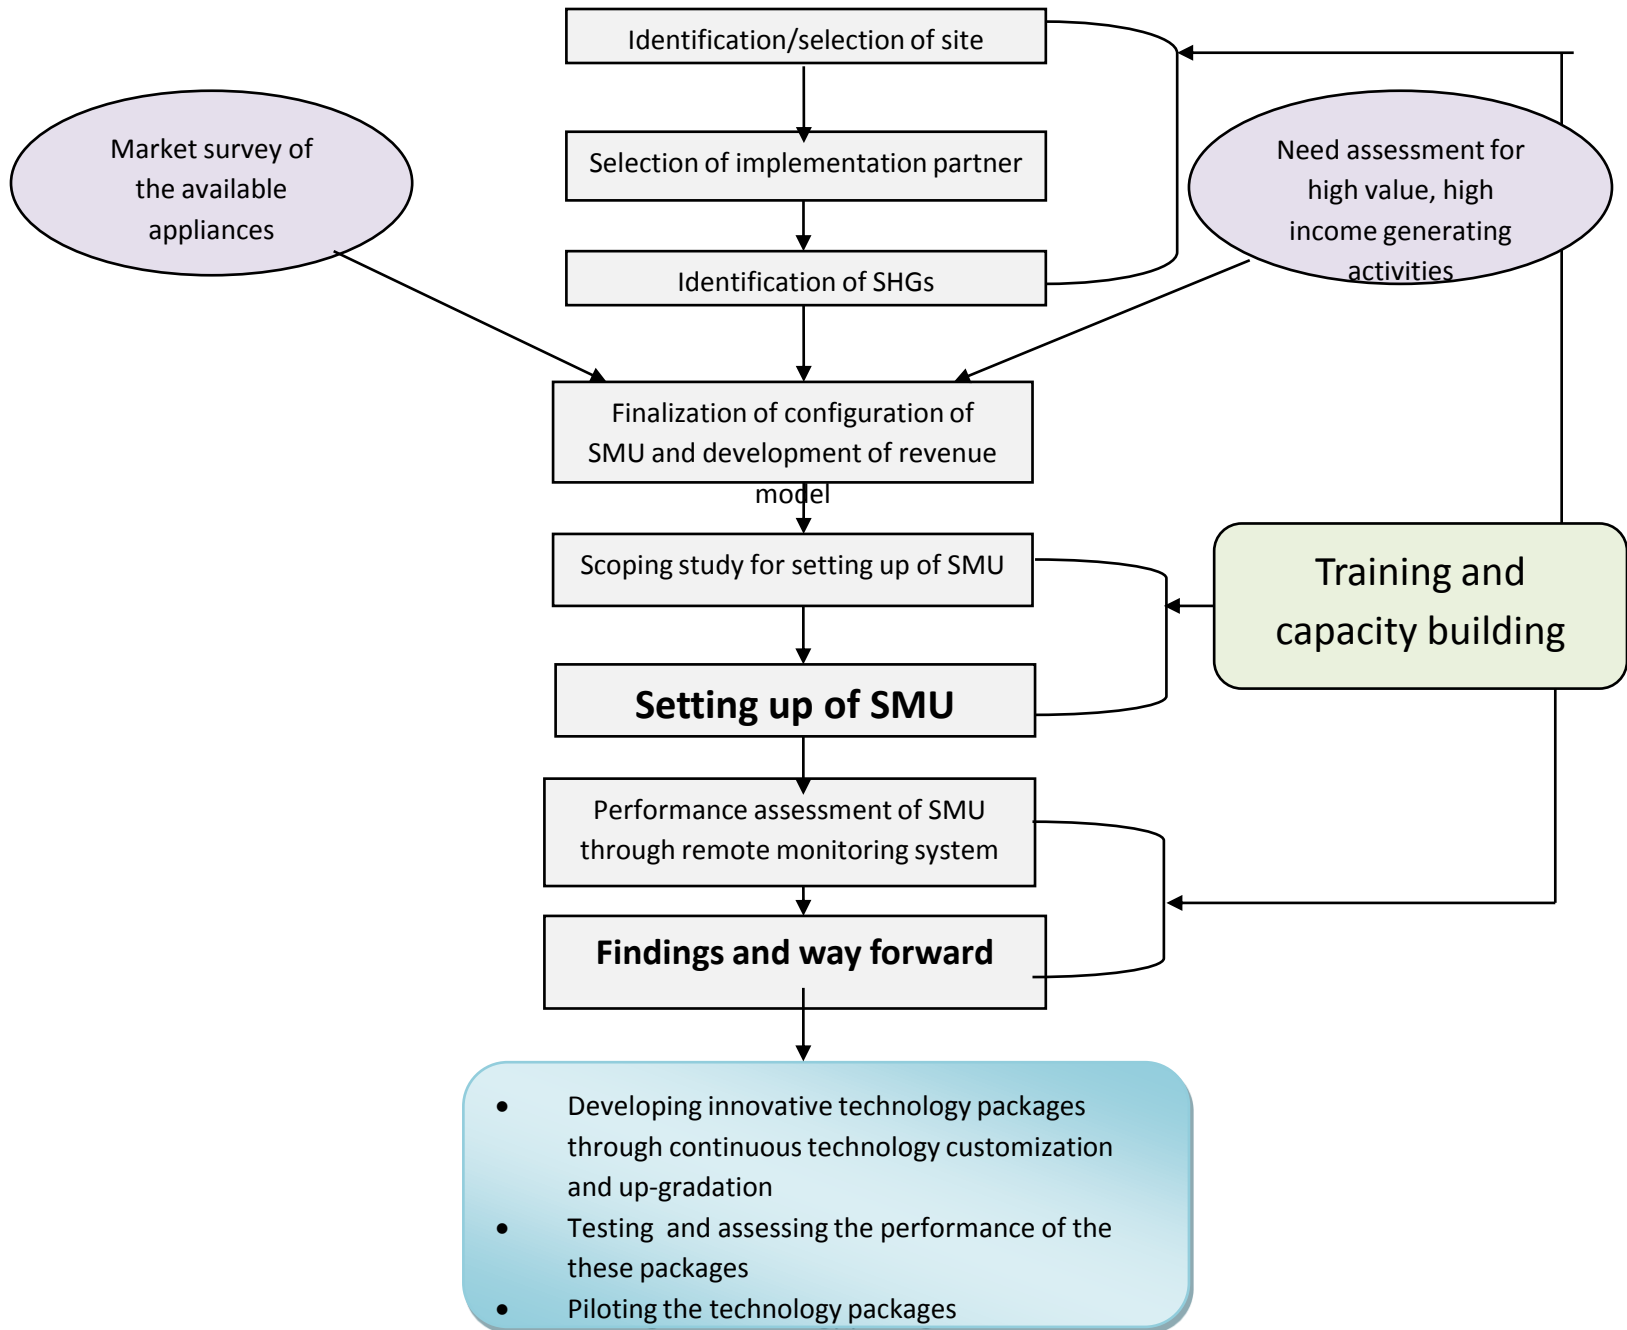 Identification/selection of site
Market survey of
the available
appliances
Selection of implementation partner
Need assessment for
high value, high
income generating
activities
Identification of SHGs
Finalization of configuration of
SMU and development of revenue
model
Scoping study for setting up of SMU
Training and
capacity building
Setting up of SMU
Performance assessment of SMU
through remote monitoring system
Findings and way forward
• Developing innovative technology packages
through continuous technology customization
and up-gradation
• Testing and assessing the performance of the
these packages
• Piloting the technology packages